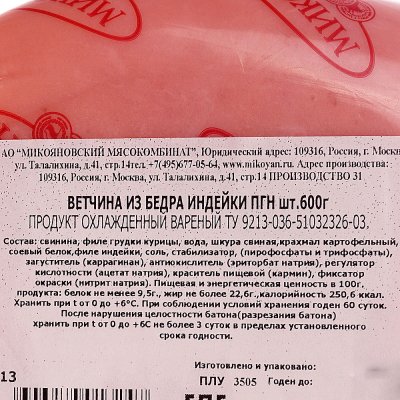 МИКО
МИК
АО "МИКОЯНОВСКИЙ МЯСОКОМБИНАТ", Юридический адрес: 109316, Россия, г. Москва
ул. Талалихина, д.41, стр.14тел. +7(495)677-05-64, www.mikoyan.ru. Адрес производства:
109316, Россия, г. Москва, ул. Талалихина, д.41, стр.14 ПРОИЗВОДСТВО 31
ВЕТЧИНА ИЗ БЕДРА ИНДЕЙКИ ПГН шт.600г
ПРОДУКТ ОХЛАЖДЕННЫЙ ВАРЕНЫЙ ТУ 9213-036-51032326-03.
Состав: свинина, филе грудки курицы, вода, шкура свиная,крахмал картофельный,
соевый белок,филе индейки, соль, стабилизатор, (пирофосфаты и трифосфаты),
загуститель (каррагинан), антиокислитель (эриторбат натрия), регулятор
кислотности (ацетат натрия), краситель пищевой (кармин), фиксатор
окраски (нитрит натрия). Пищевая и энергетическая ценность в 100г.
продукта: белок не менее 9,5г., жир не более 22,6г.,калорийность 250,6 ккал.
Хранить при t от 0 до +6°С. При соблюдении условий хранения годен 60 суток.
После нарушения целостности батона(разрезания батона)
хранить при t от 0 до +6С не более 3 суток в пределах установленного
срока годности.
Изготовлено и упаковано:
13
ПЛУ 3505 Годен до: